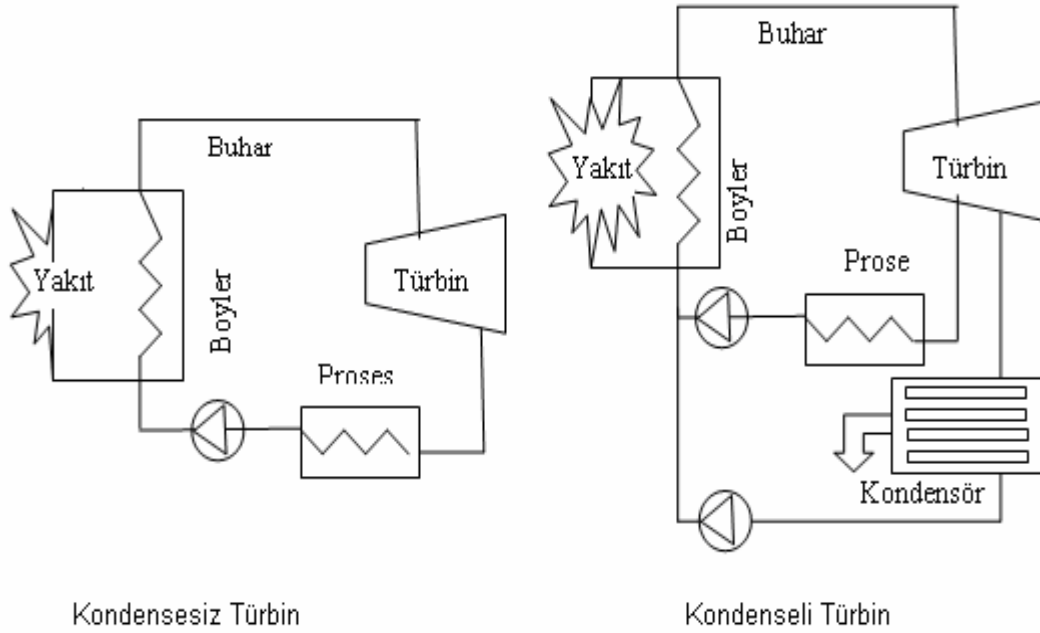 Buhar
Yakıt
Boyler
Türbin
Proses
Kondensesiz Türbin
Buhar
Yakıt
Boyler
Türbin
Prose
Kondensör
Kondenseli Türbin